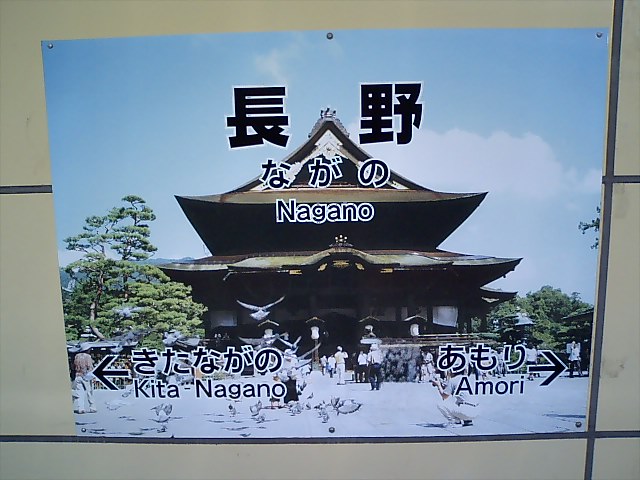 長野
ながの
Nagano
← きたながの
Kita-Nagano
あもり →
Amori